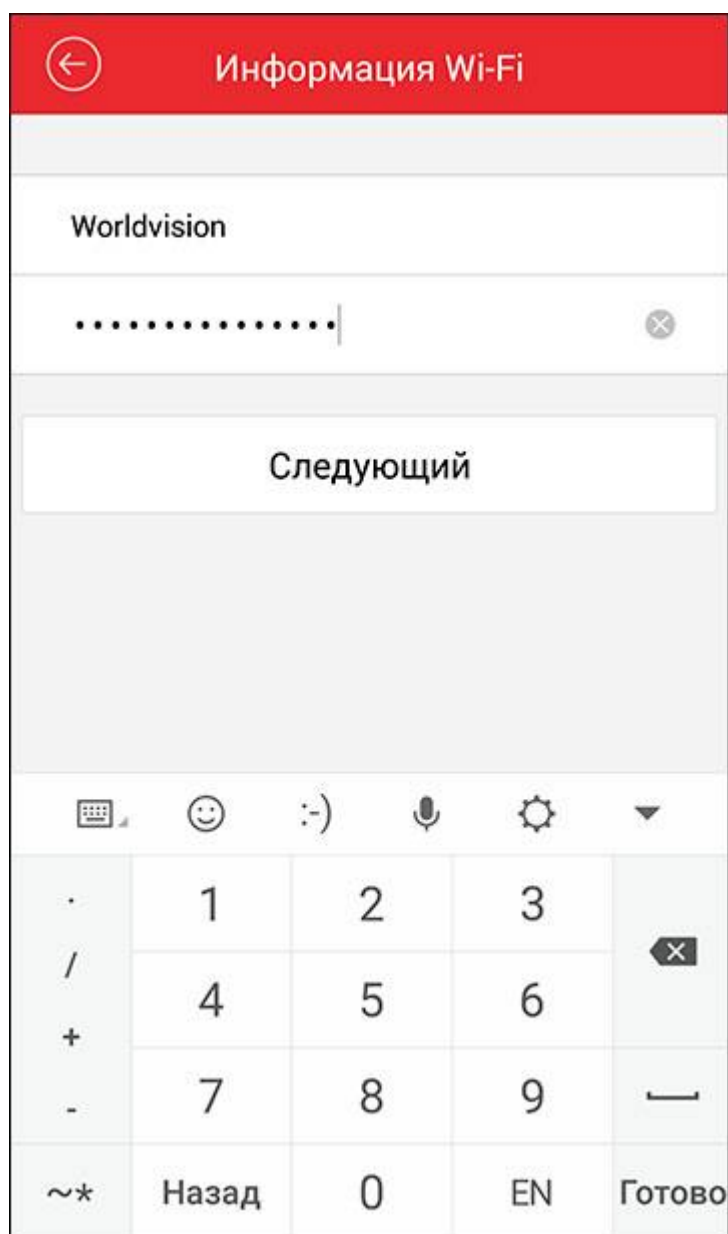 Информация Wi-Fi
Worldvision
•••••••••••••••
Следующий
:-)
. 1 2 3
/
4 5 6
+
- 7 8 9
~* Назад 0 EN Готово